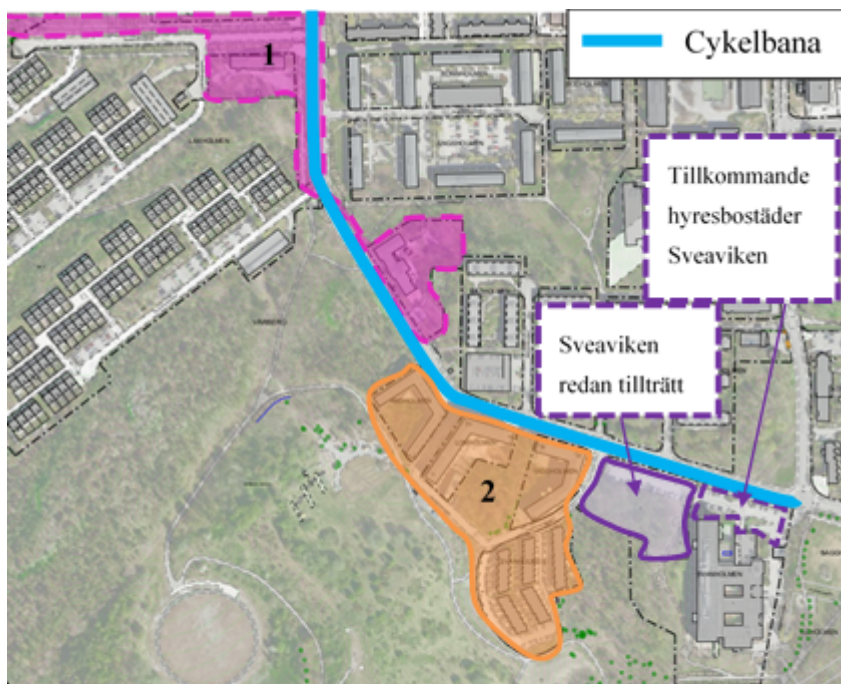 1
Cykelbana
Tillkommande
hyresbostäder
Sveaviken
Sveaviken
redan tillträtt
2